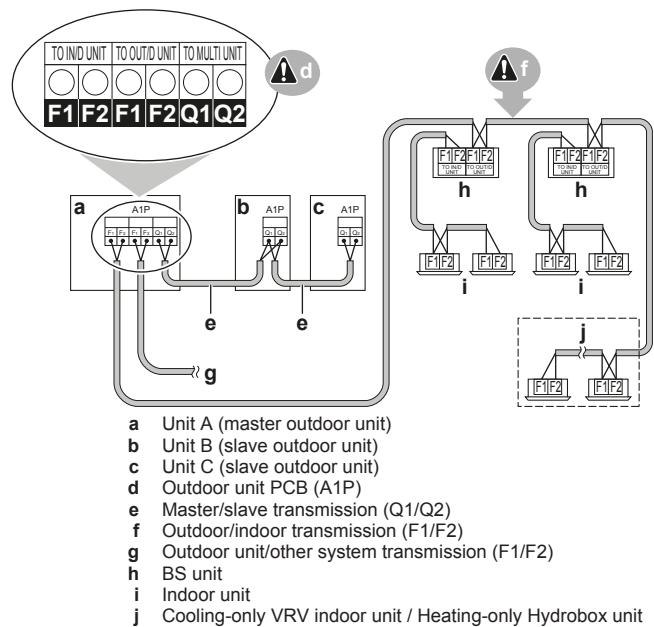 TO IN/D UNIT TO OUT/D UNIT TO MULTI UNIT
F1 F2 F1 F2 Q1 Q2
d
f
F1 F2 F1 F2
TO IN/D UNIT TO OUT/D UNIT
h
F1 F2 F1 F2
TO IN/D UNIT TO OUT/D UNIT
h
a
A1P
F1 F2 F1 F2 Q1 Q2
b
A1P
Q1 Q2
c
A1P
Q1 Q2
F1 F2
F1 F2
i
F1 F2
F1 F2
i
e
e
g
j
F1 F2
F1 F2
a Unit A (master outdoor unit)
b Unit B (slave outdoor unit)
c Unit C (slave outdoor unit)
d Outdoor unit PCB (A1P)
e Master/slave transmission (Q1/Q2)
f Outdoor/indoor transmission (F1/F2)
g Outdoor unit/other system transmission (F1/F2)
h BS unit
i Indoor unit
j Cooling-only VRV indoor unit / Heating-only Hydrobox unit